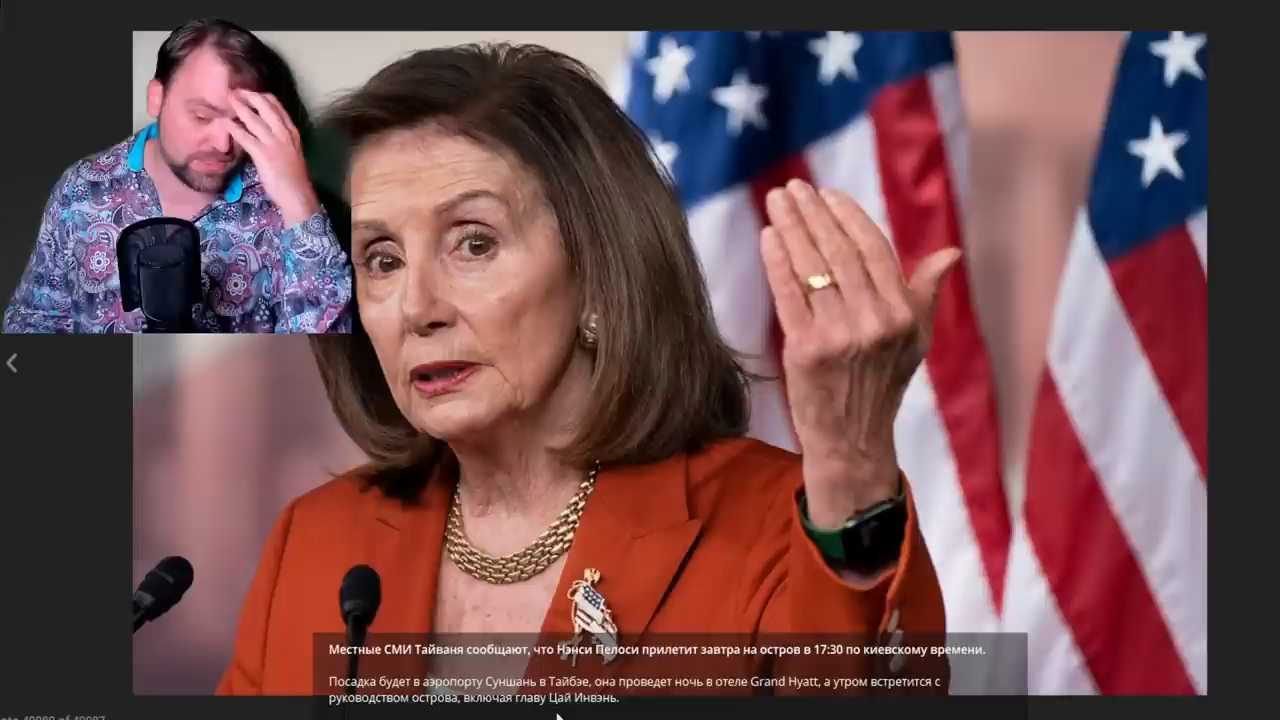 Местные СМИ Тайваня сообщают, что Нэнси Пелоси прилетит завтра на остров в 17:30 по киевскому времени.
Посадка будет в аэропорту Суншань в Тайбэе, она проведет ночь в отеле Grand Hyatt, а утром встретится с
руководством острова, включая главу Цай Инвэнь.